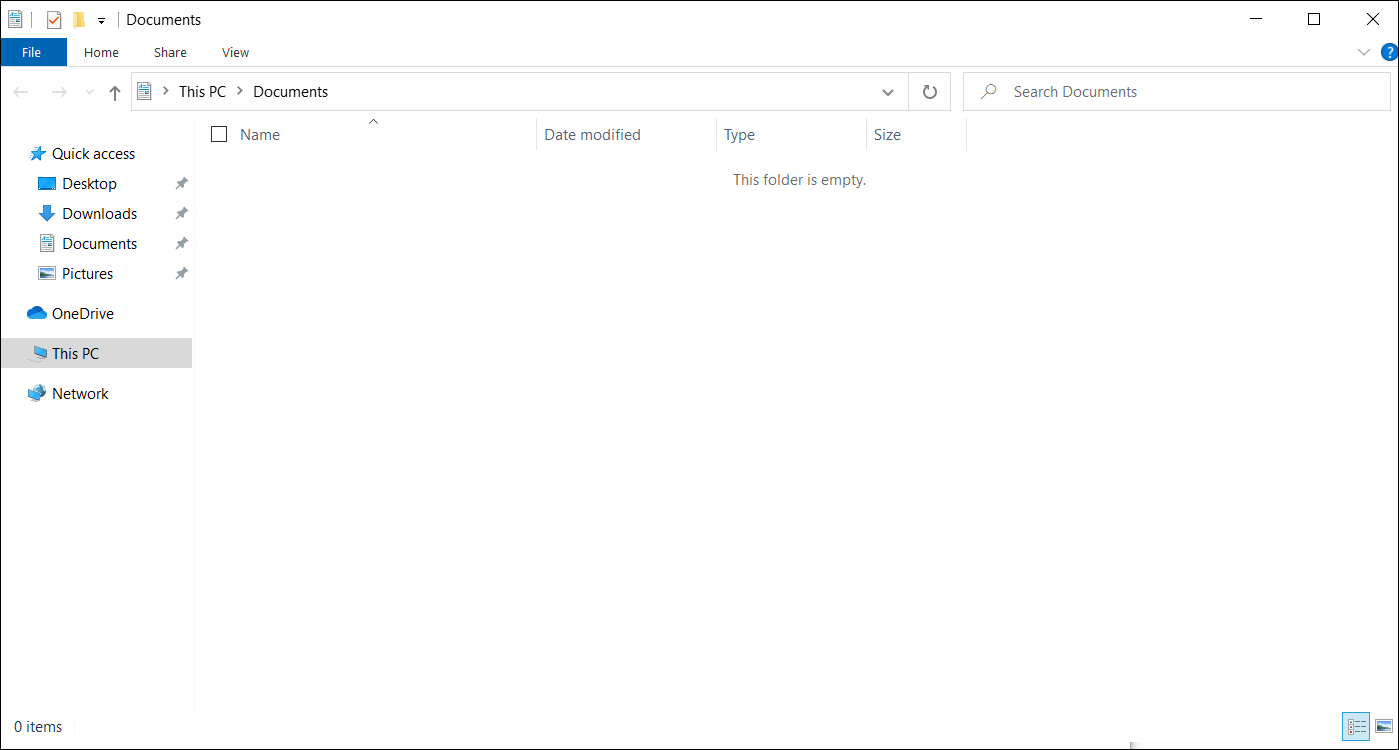 Documents
File Home Share View ?
This PC Documents Search Documents
Name Date modified Type Size
This folder is empty.
Quick access
Desktop
Downloads
Documents
Pictures
OneDrive
This PC
Network
0 items